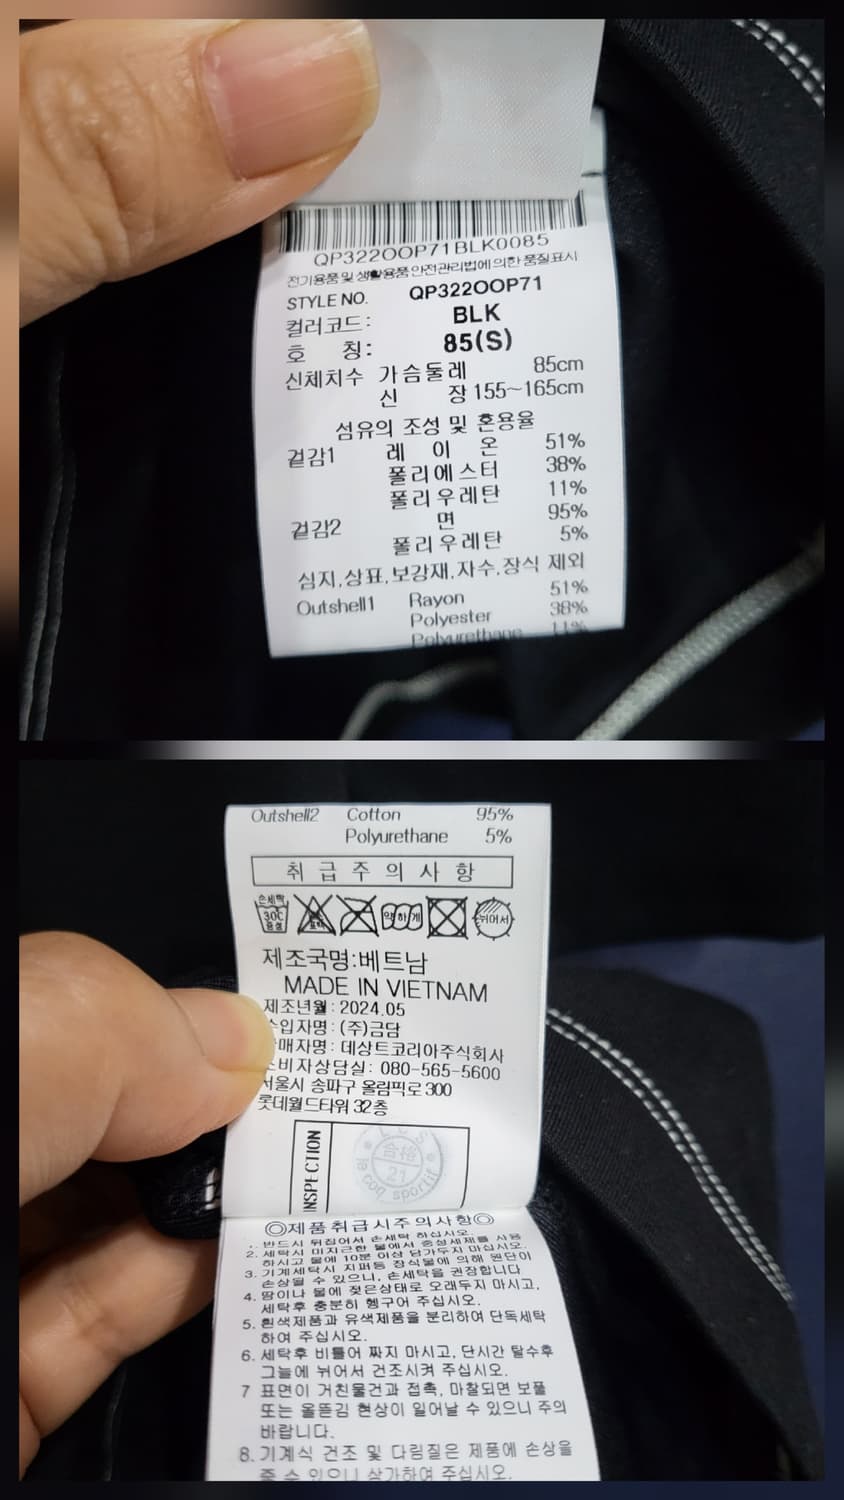 QP322OOP71BLK0085
전기용품 및 생활용품 안전관리법에 의한 품질표시
STYLE NO. QP322OOP71
컬러코드: BLK
호 칭: 85(S)
신체치수 가슴둘레 85cm
신 장 155~165cm
섬유의 조성 및 혼용율
겉감1 레 이 온 51%
폴리에스터 38%
폴리우레탄 11%
겉감2 면 95%
폴리우레탄 5%
심지,상표,보강재,자수,장식 제외
Outshell1 Rayon 51%
Polyester 38%
Polyurethane 11%
Outshell2 Cotton 95%
Polyurethane 5%
취 급 주 의 사 항
손세탁 30℃ 중성 약하게 뉘어서
제조국명:베트남
MADE IN VIETNAM
제조년월 : 2024.05
수입자명 : (주)금담
판매자명 : 데상트코리아주식회사
소비자상담실: 080-565-5600
서울시 송파구 올림픽로 300
롯데월드타워 32층
INSPECTION
LCS
合格
21
le coq sportif
◎제품취급시주의사항◎
1. 반드시 뒤집어서 손세탁 하십시오.
2. 세탁시 미지근한 물에서 중성세제를 사용
하시고 물에 10분 이상 담가두지 마십시오.
3. 기계세탁시 지퍼등 장식물에 의해 원단이
손상될 수 있으니, 손세탁을 권장합니다
4. 땀이나 물에 젖은상태로 오래두지 마시고,
세탁후 충분히 헹구어 주십시오.
5. 흰색제품과 유색제품을 분리하여 단독세탁
하여 주십시오.
6. 세탁후 비틀어 짜지 마시고, 단시간 탈수후
그늘에 뉘어서 건조시켜 주십시오.
7 표면이 거친물건과 접촉, 마찰되면 보풀
또는 올뜯김 현상이 일어날 수 있으니 주의
바랍니다.
8. 기계식 건조 및 다림질은 제품에 손상을
줄 수 있으니 삼가하여 주십시오.